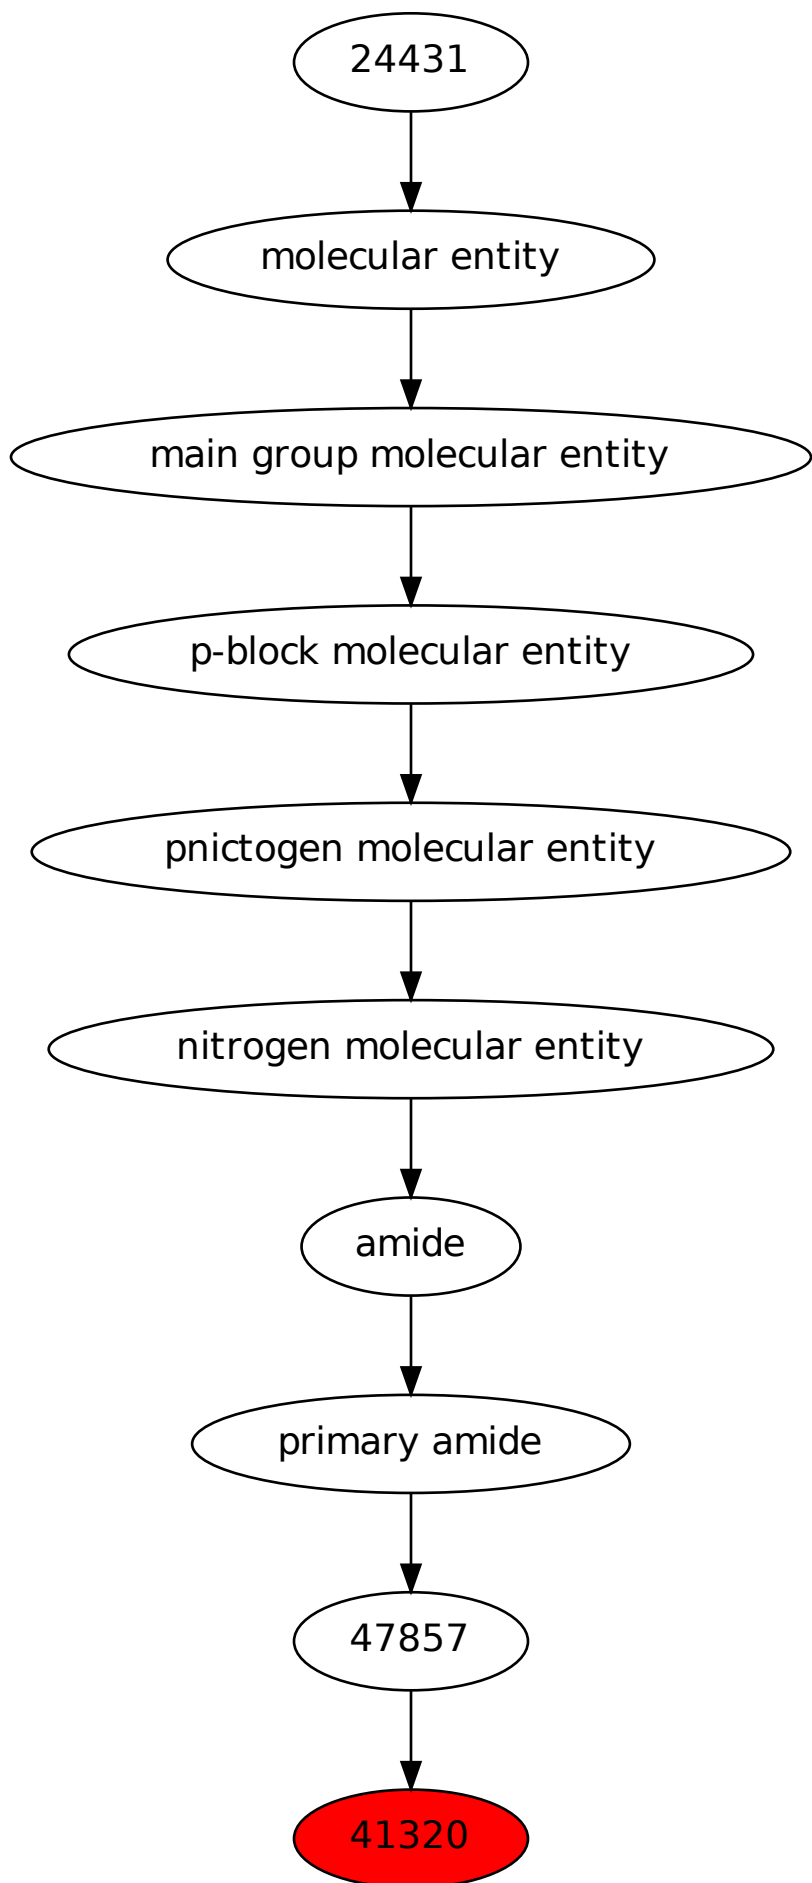 24431
molecular entity
main group molecular entity
p-block molecular entity
pnictogen molecular entity
nitrogen molecular entity
amide
primary amide
47857
41320